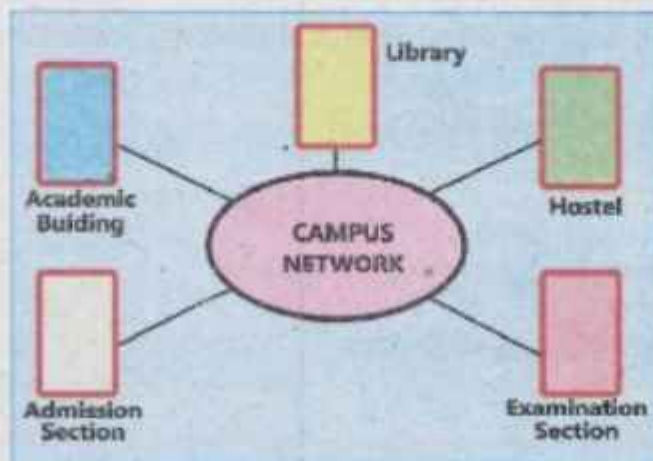 Library
Academic
Buiding
Hostel
CAMPUS
NETWORK
Admission
Section
Examination
Section